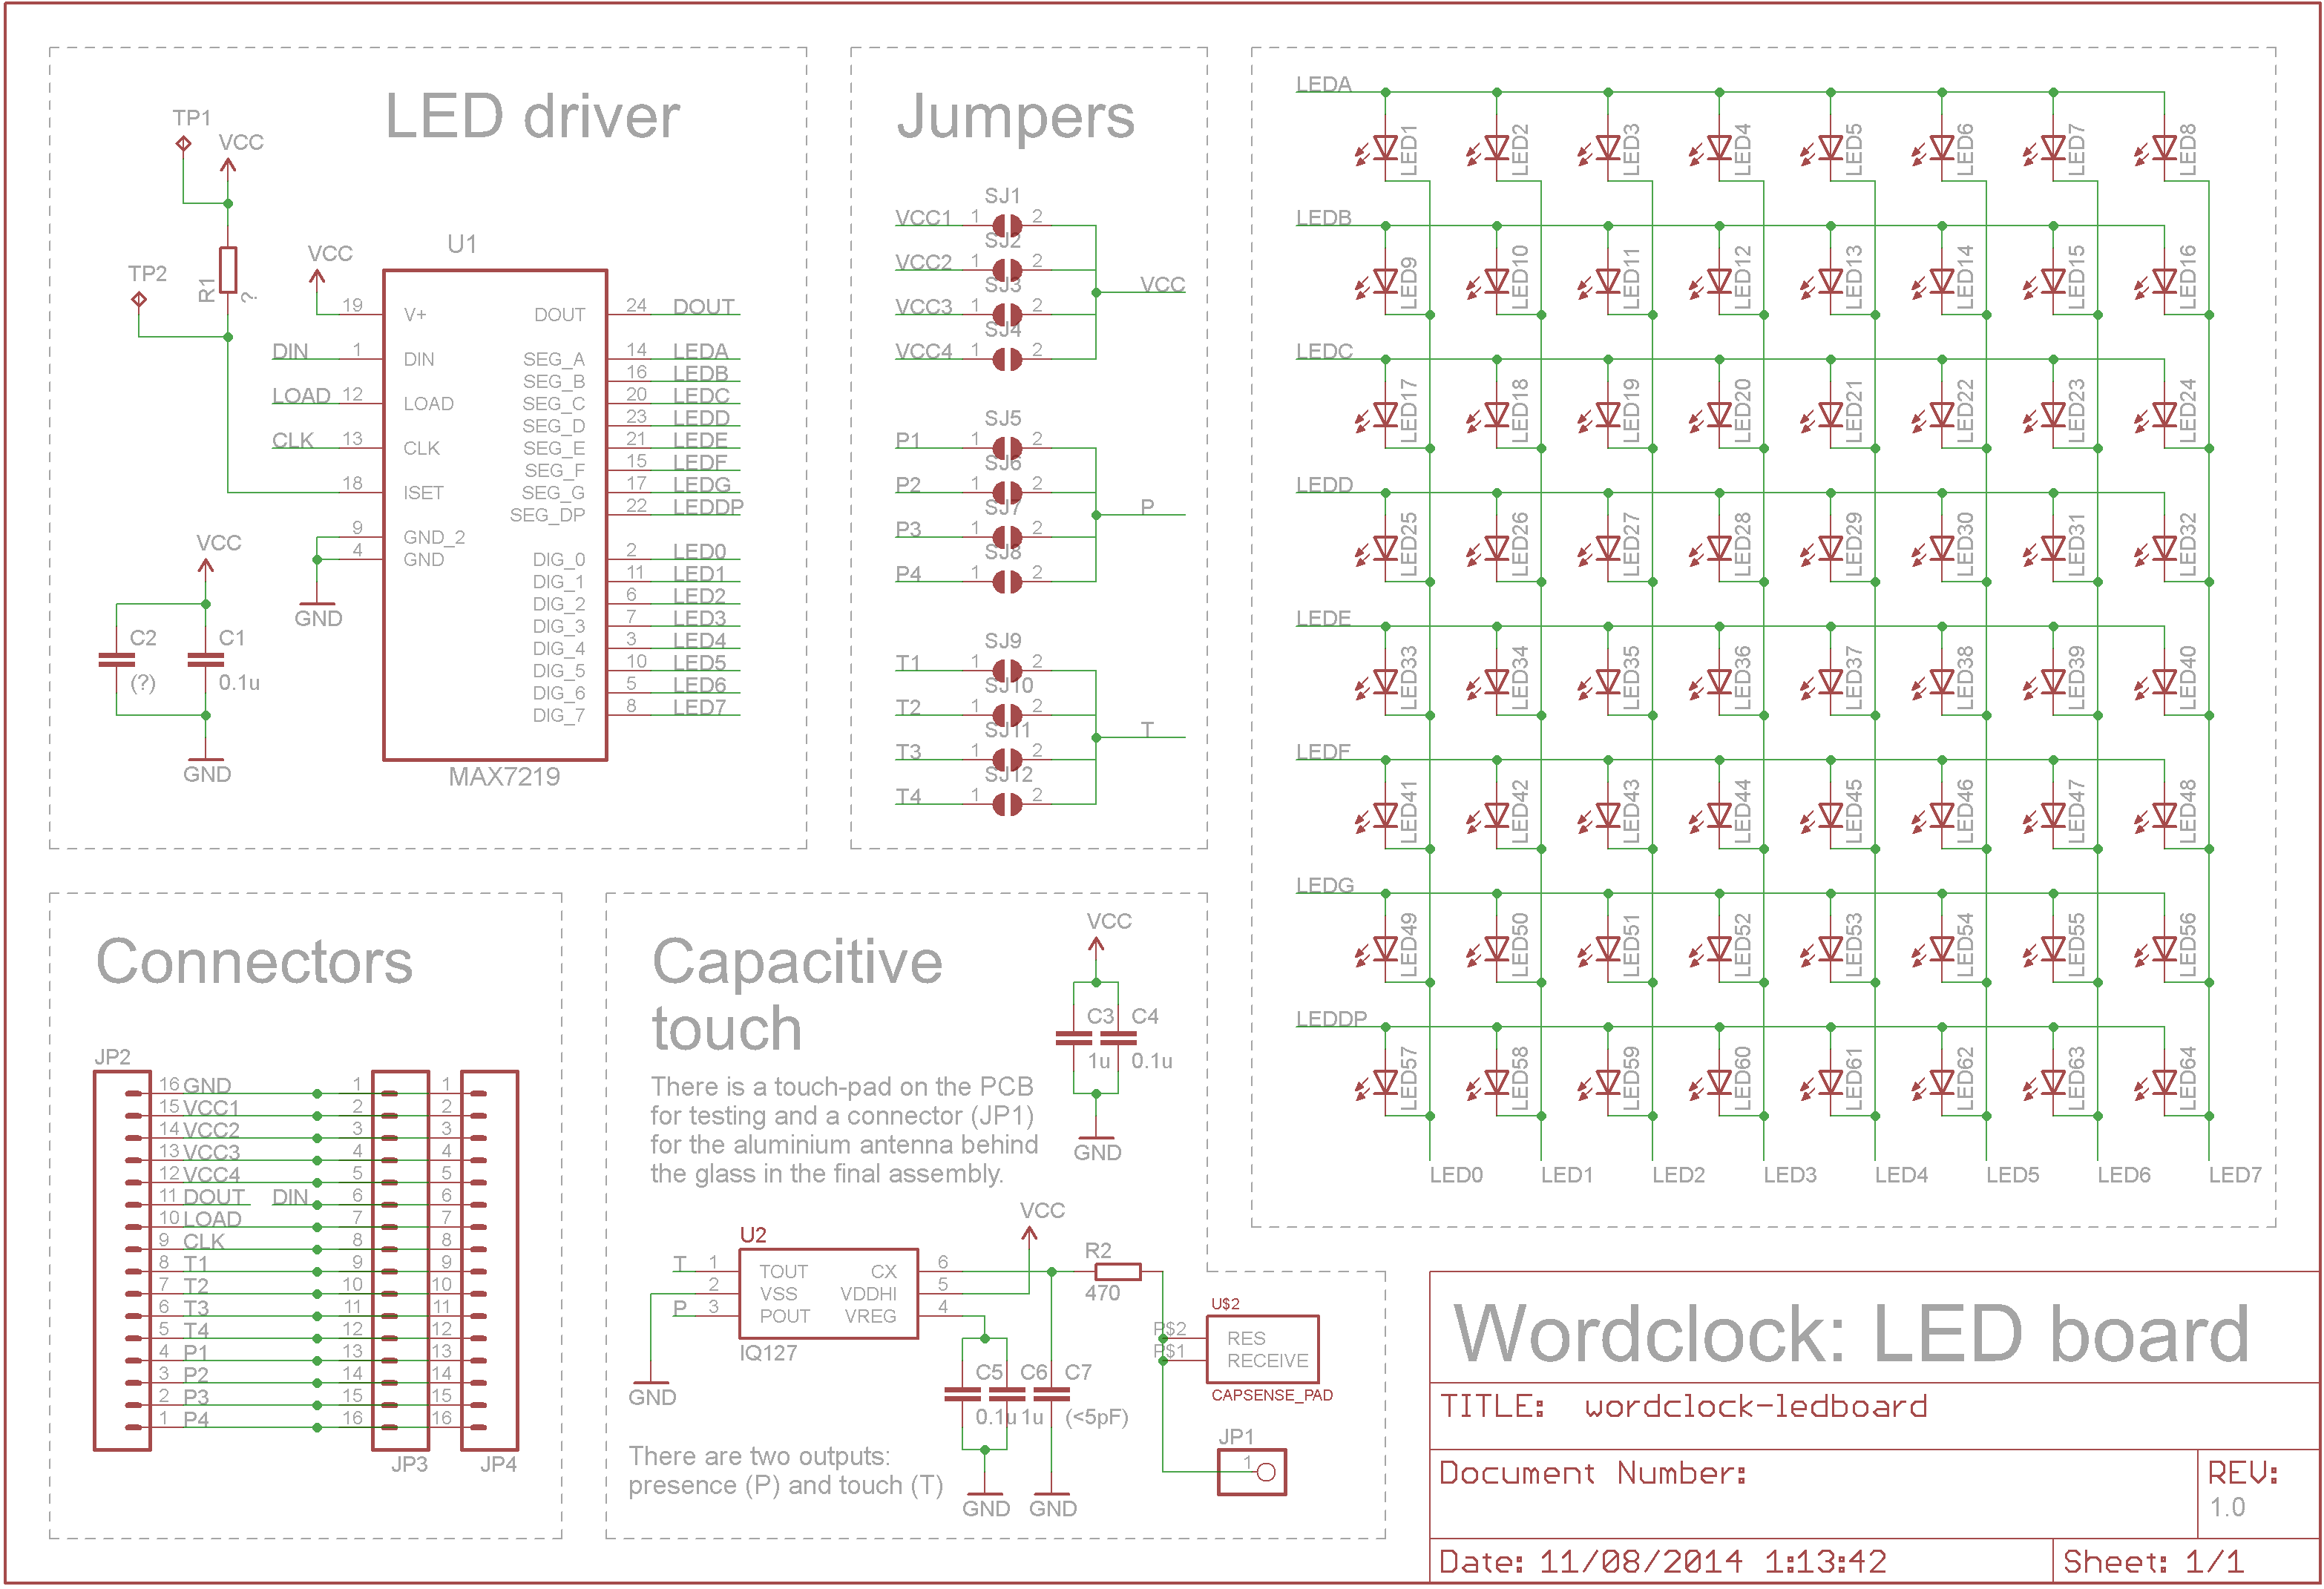 LED driver
TP1
VCC
TP2
R1
?
VCC
U1
19 V+
DIN 1 DIN
LOAD 12 LOAD
CLK 13 CLK
18 ISET
9 GND_2
4 GND
GND
DOUT 24 DOUT
SEG_A 14 LEDA
SEG_B 16 LEDB
SEG_C 20 LEDC
SEG_D 23 LEDD
SEG_E 21 LEDE
SEG_F 15 LEDF
SEG_G 17 LEDG
SEG_DP 22 LEDDP
DIG_0 2 LED0
DIG_1 11 LED1
DIG_2 6 LED2
DIG_3 7 LED3
DIG_4 3 LED4
DIG_5 10 LED5
DIG_6 5 LED6
DIG_7 8 LED7
MAX7219
VCC
C2 C1
(?) 0.1u
GND
Jumpers
SJ1
VCC1 1 2
SJ2
VCC2 1 2
SJ3
VCC
VCC3 1 2
SJ4
VCC4 1 2
SJ5
P1 1 2
SJ6
P2 1 2
SJ7
P
P3 1 2
SJ8
P4 1 2
SJ9
T1 1 2
SJ10
T2 1 2
SJ11
T
T3 1 2
SJ12
T4 1 2
LEDA
LED1 LED2 LED3 LED4 LED5 LED6 LED7 LED8
LEDB
LED9 LED10 LED11 LED12 LED13 LED14 LED15 LED16
LEDC
LED17 LED18 LED19 LED20 LED21 LED22 LED23 LED24
LEDD
LED25 LED26 LED27 LED28 LED29 LED30 LED31 LED32
LEDE
LED33 LED34 LED35 LED36 LED37 LED38 LED39 LED40
LEDF
LED41 LED42 LED43 LED44 LED45 LED46 LED47 LED48
LEDG
LED49 LED50 LED51 LED52 LED53 LED54 LED55 LED56
LEDDP
LED57 LED58 LED59 LED60 LED61 LED62 LED63 LED64
LED0 LED1 LED2 LED3 LED4 LED5 LED6 LED7
Connectors
JP2
16 GND 1 1
15 VCC1 2 2
14 VCC2 3 3
13 VCC3 4 4
12 VCC4 5 5
11 DOUT DIN 6 6
10 LOAD 7 7
9 CLK 8 8
8 T1 9 9
7 T2 10 10
6 T3 11 11
5 T4 12 12
4 P1 13 13
3 P2 14 14
2 P3 15 15
1 P4 16 16
JP3 JP4
Capacitive
touch
VCC
C3 C4
1u 0.1u
GND
There is a touch-pad on the PCB
for testing and a connector (JP1)
for the aluminium antenna behind
the glass in the final assembly.
U2
T 1 TOUT CX 6
2 VSS VDDHI 5
P 3 POUT VREG 4
IQ127
GND
VCC
R2
470
C5 C6 C7
0.1u 1u (<5pF)
GND GND
U$2
P$2 RES
P$1 RECEIVE
CAPSENSE_PAD
JP1
1
There are two outputs:
presence (P) and touch (T)
Wordclock: LED board
TITLE: wordclock-ledboard
Document Number:
REV:
1.0
Date: 11/08/2014 1:13:42
Sheet: 1/1